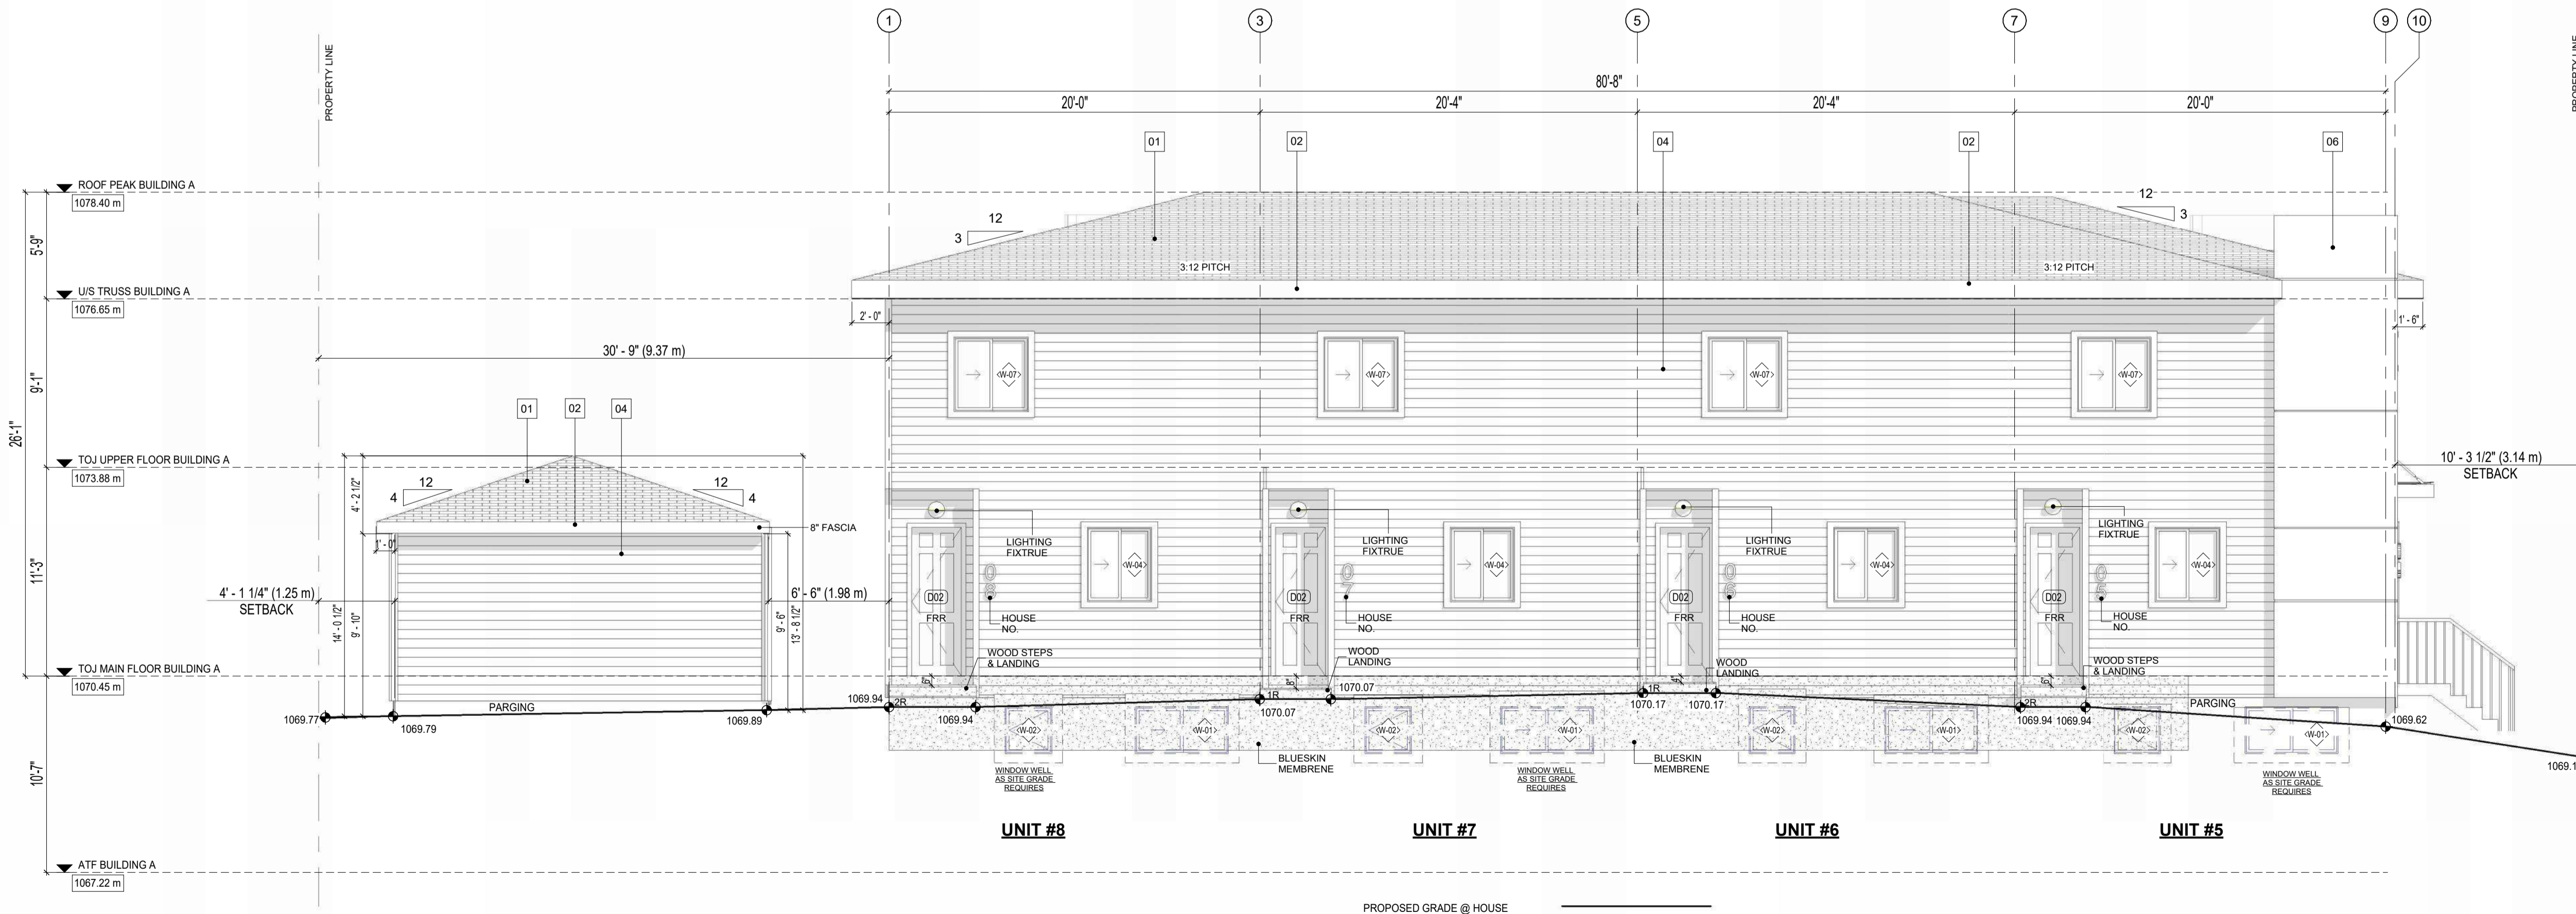 1
3
5
7
9
10
PROPERTY LINE
PROPERTY LINE
80'-8"
20'-0"
20'-4"
20'-4"
20'-0"
01
02
04
02
06
ROOF PEAK BUILDING A
1078.40 m
12
3
12
3
5'-9"
3:12 PITCH
3:12 PITCH
U/S TRUSS BUILDING A
1076.65 m
2' - 0"
1' - 6"
30' - 9" (9.37 m)
W-07
W-07
W-07
W-07
9'-1"
26'-1"
01
02
04
TOJ UPPER FLOOR BUILDING A
1073.88 m
10' - 3 1/2" (3.14 m)
SETBACK
12
4
12
4
4' - 2 1/2"
8" FASCIA
1' - 0"
LIGHTING
FIXTRUE
LIGHTING
FIXTRUE
LIGHTING
FIXTRUE
LIGHTING
FIXTRUE
W-04
W-04
W-04
W-04
11'-3"
08
07
06
05
4' - 1 1/4" (1.25 m)
SETBACK
6' - 6" (1.98 m)
14' - 0 1/2"
9' - 10"
9' - 6"
13' - 8 1/2"
D02
FRR
D02
FRR
D02
FRR
D02
FRR
HOUSE
NO.
HOUSE
NO.
HOUSE
NO.
HOUSE
NO.
WOOD STEPS
& LANDING
WOOD
LANDING
WOOD
LANDING
WOOD STEPS
& LANDING
TOJ MAIN FLOOR BUILDING A
1070.45 m
6"
8"
4"
6"
1069.77
1069.79
PARGING
1069.89
1069.94
2R
1069.94
1R
1070.07
1070.07
1R
1070.17
1070.17
2R
1069.94
1069.94
PARGING
1069.62
1069.1
W-02
W-01
W-02
W-01
W-02
W-01
W-02
W-01
BLUESKIN
MEMBRENE
BLUESKIN
MEMBRENE
WINDOW WELL
AS SITE GRADE
REQUIRES
WINDOW WELL
AS SITE GRADE
REQUIRES
WINDOW WELL
AS SITE GRADE
REQUIRES
10'-7"
UNIT #8
UNIT #7
UNIT #6
UNIT #5
ATF BUILDING A
1067.22 m
PROPOSED GRADE @ HOUSE